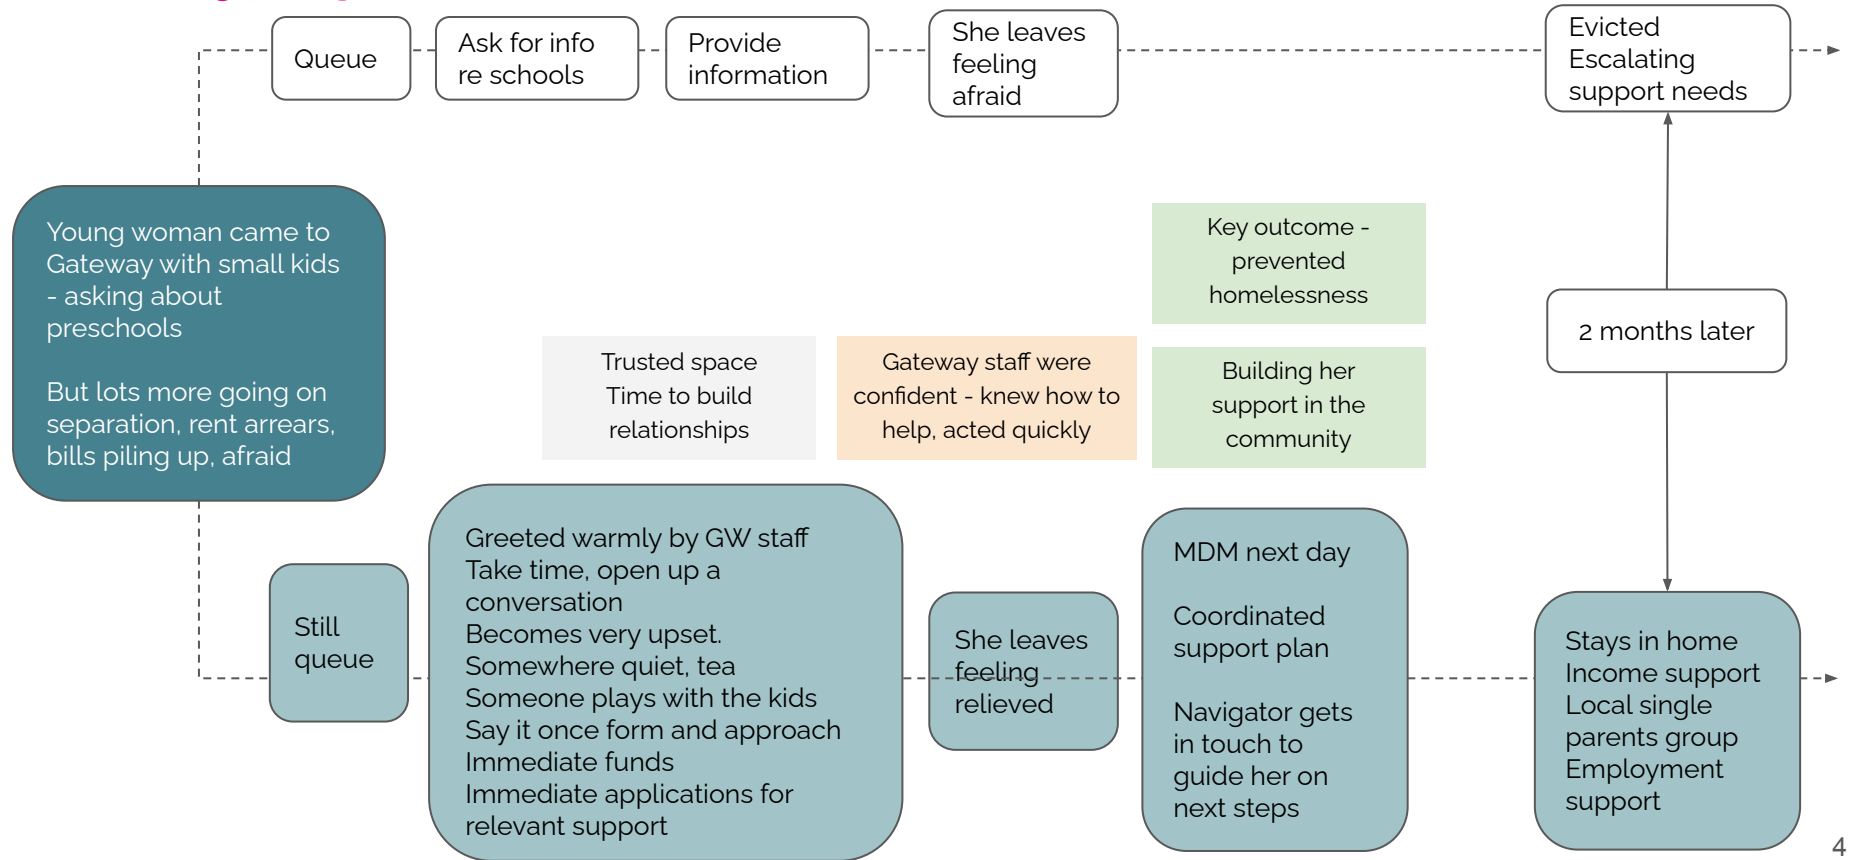 Queue
Ask for info
re schools
Provide
information
She leaves
feeling
afraid
Evicted
Escalating
support needs
Young woman came to
Gateway with small kids
- asking about
preschools
But lots more going on
separation, rent arrears,
bills piling up, afraid
Key outcome -
prevented
homelessness
2 months later
Trusted space
Time to build
relationships
Gateway staff were
confident - knew how to
help, acted quickly
Building her
support in the
community
Still
queue
Greeted warmly by GW staff
Take time, open up a
conversation
Becomes very upset.
Somewhere quiet, tea
Someone plays with the kids
Say it once form and approach
Immediate funds
Immediate applications for
relevant support
She leaves
feeling
relieved
MDM next day
Coordinated
support plan
Navigator gets
in touch to
guide her on
next steps
Stays in home
Income support
Local single
parents group
Employment
support
4